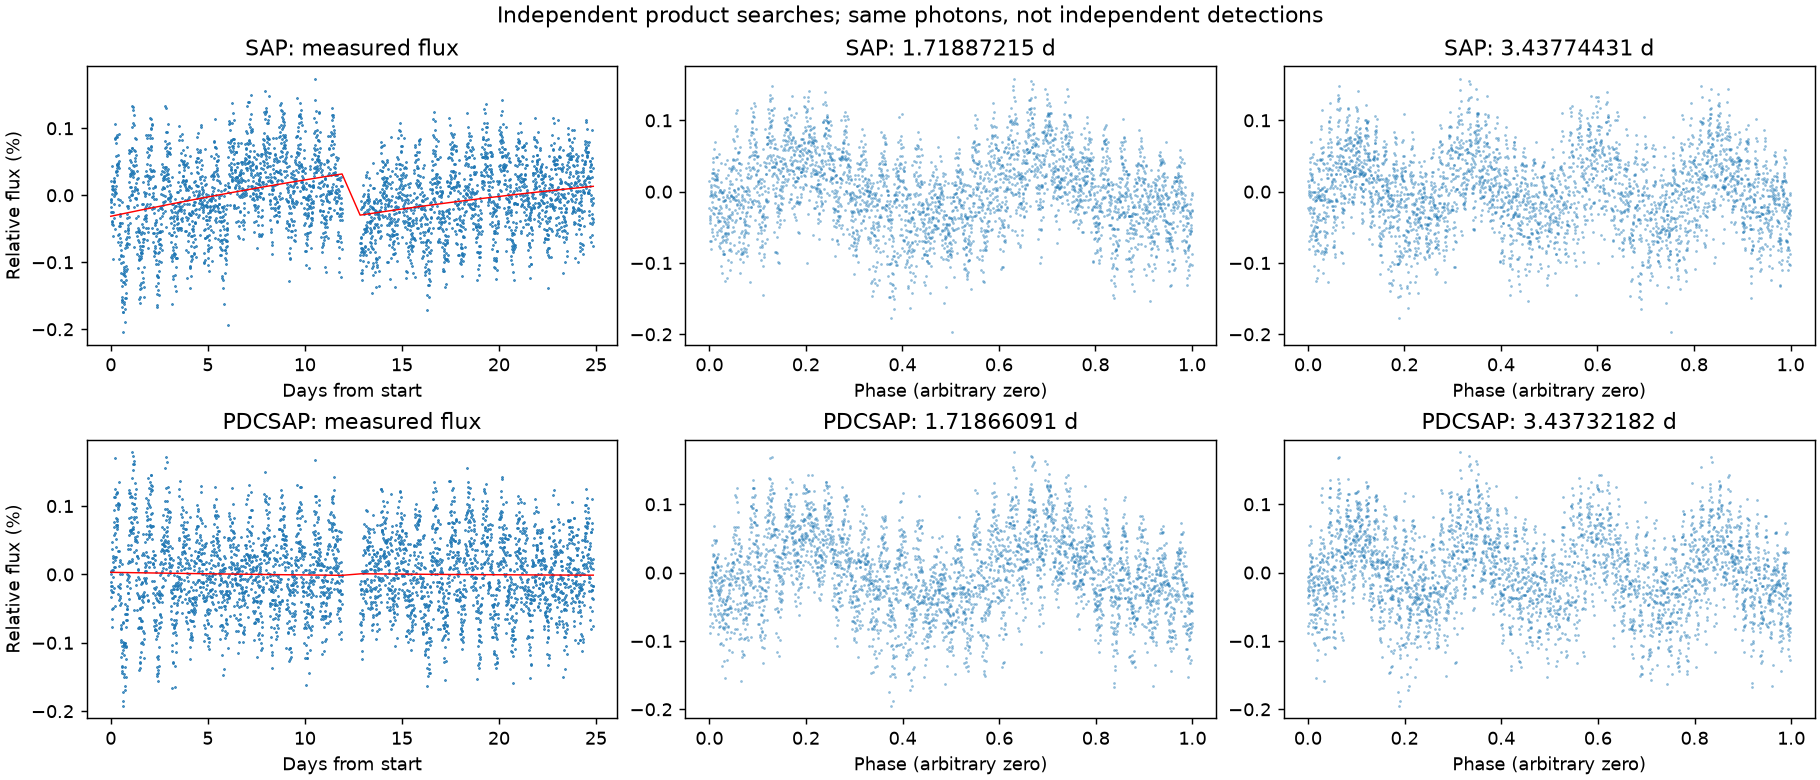 Independent product searches; same photons, not independent detections
SAP: measured flux
SAP: 1.71887215 d
SAP: 3.43774431 d
Relative flux (%)
0.1
0.0
−0.1
−0.2
0 5 10 15 20 25
Days from start
0.1
0.0
−0.1
−0.2
0.0 0.2 0.4 0.6 0.8 1.0
Phase (arbitrary zero)
0.1
0.0
−0.1
−0.2
0.0 0.2 0.4 0.6 0.8 1.0
Phase (arbitrary zero)
PDCSAP: measured flux
PDCSAP: 1.71866091 d
PDCSAP: 3.43732182 d
Relative flux (%)
0.1
0.0
−0.1
−0.2
0 5 10 15 20 25
Days from start
0.1
0.0
−0.1
−0.2
0.0 0.2 0.4 0.6 0.8 1.0
Phase (arbitrary zero)
0.1
0.0
−0.1
−0.2
0.0 0.2 0.4 0.6 0.8 1.0
Phase (arbitrary zero)